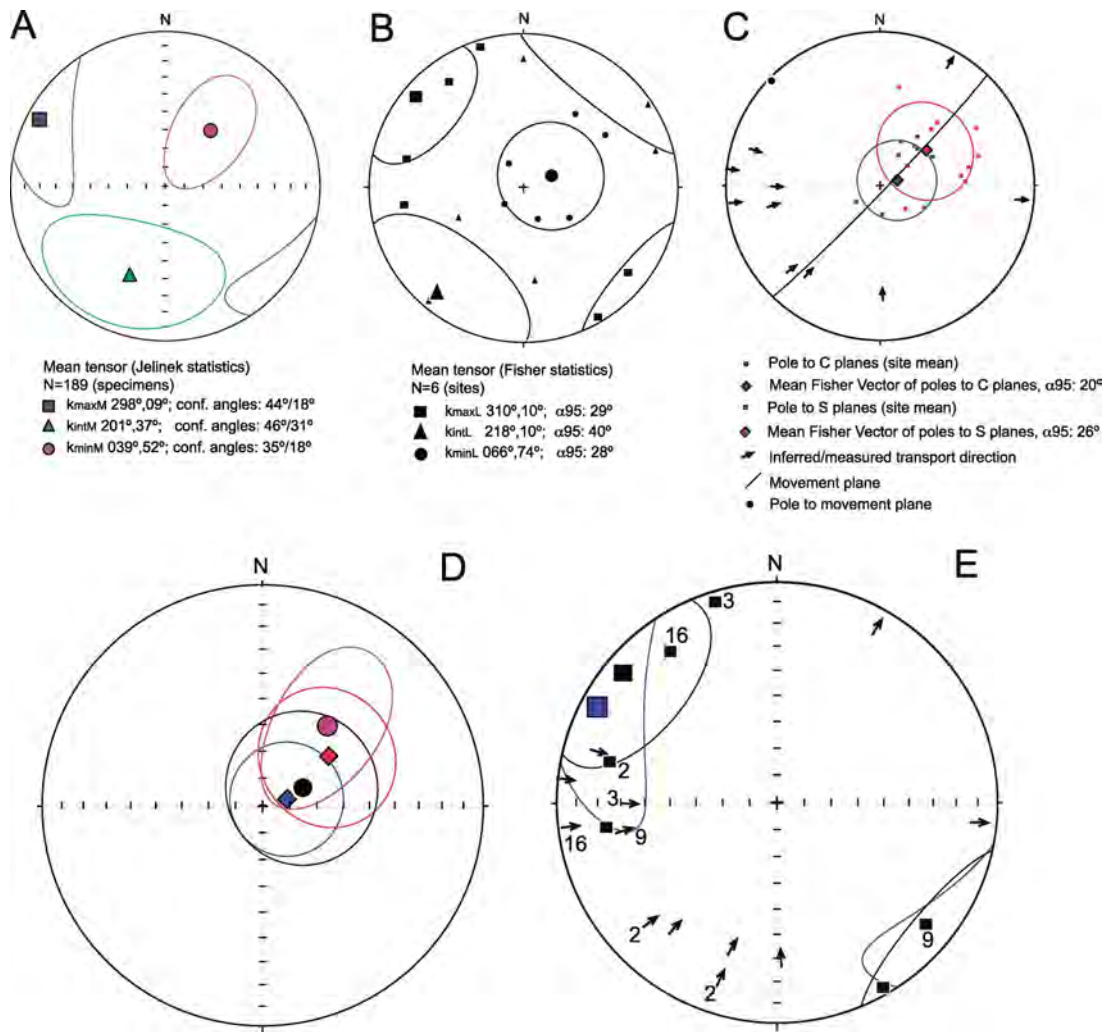 A
N
Mean tensor (Jelinek statistics)
N=189 (specimens)
kmaxM 298º,09º; conf. angles: 44º/18º
kintM 201º,37º; conf. angles: 46º/31º
kminM 039º,52º; conf. angles: 35º/18º
B
N
Mean tensor (Fisher statistics)
N=6 (sites)
kmaxL 310º,10º; α95: 29º
kintL 218º,10º; α95: 40º
kminL 066º,74º; α95: 28º
C
N
Pole to C planes (site mean)
Mean Fisher Vector of poles to C planes, α95: 20º
Pole to S planes (site mean)
Mean Fisher Vector of poles to S planes, α95: 26º
Inferred/measured transport direction
Movement plane
Pole to movement plane
N
D
N
E
3
16
2
3
16
9
2
2
9